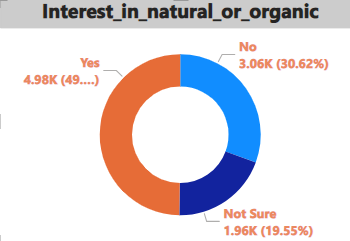 Interest_in_natural_or_organic
No
3.06K (30.62%)
Yes
4.98K (49....)
Not Sure
1.96K (19.55%)